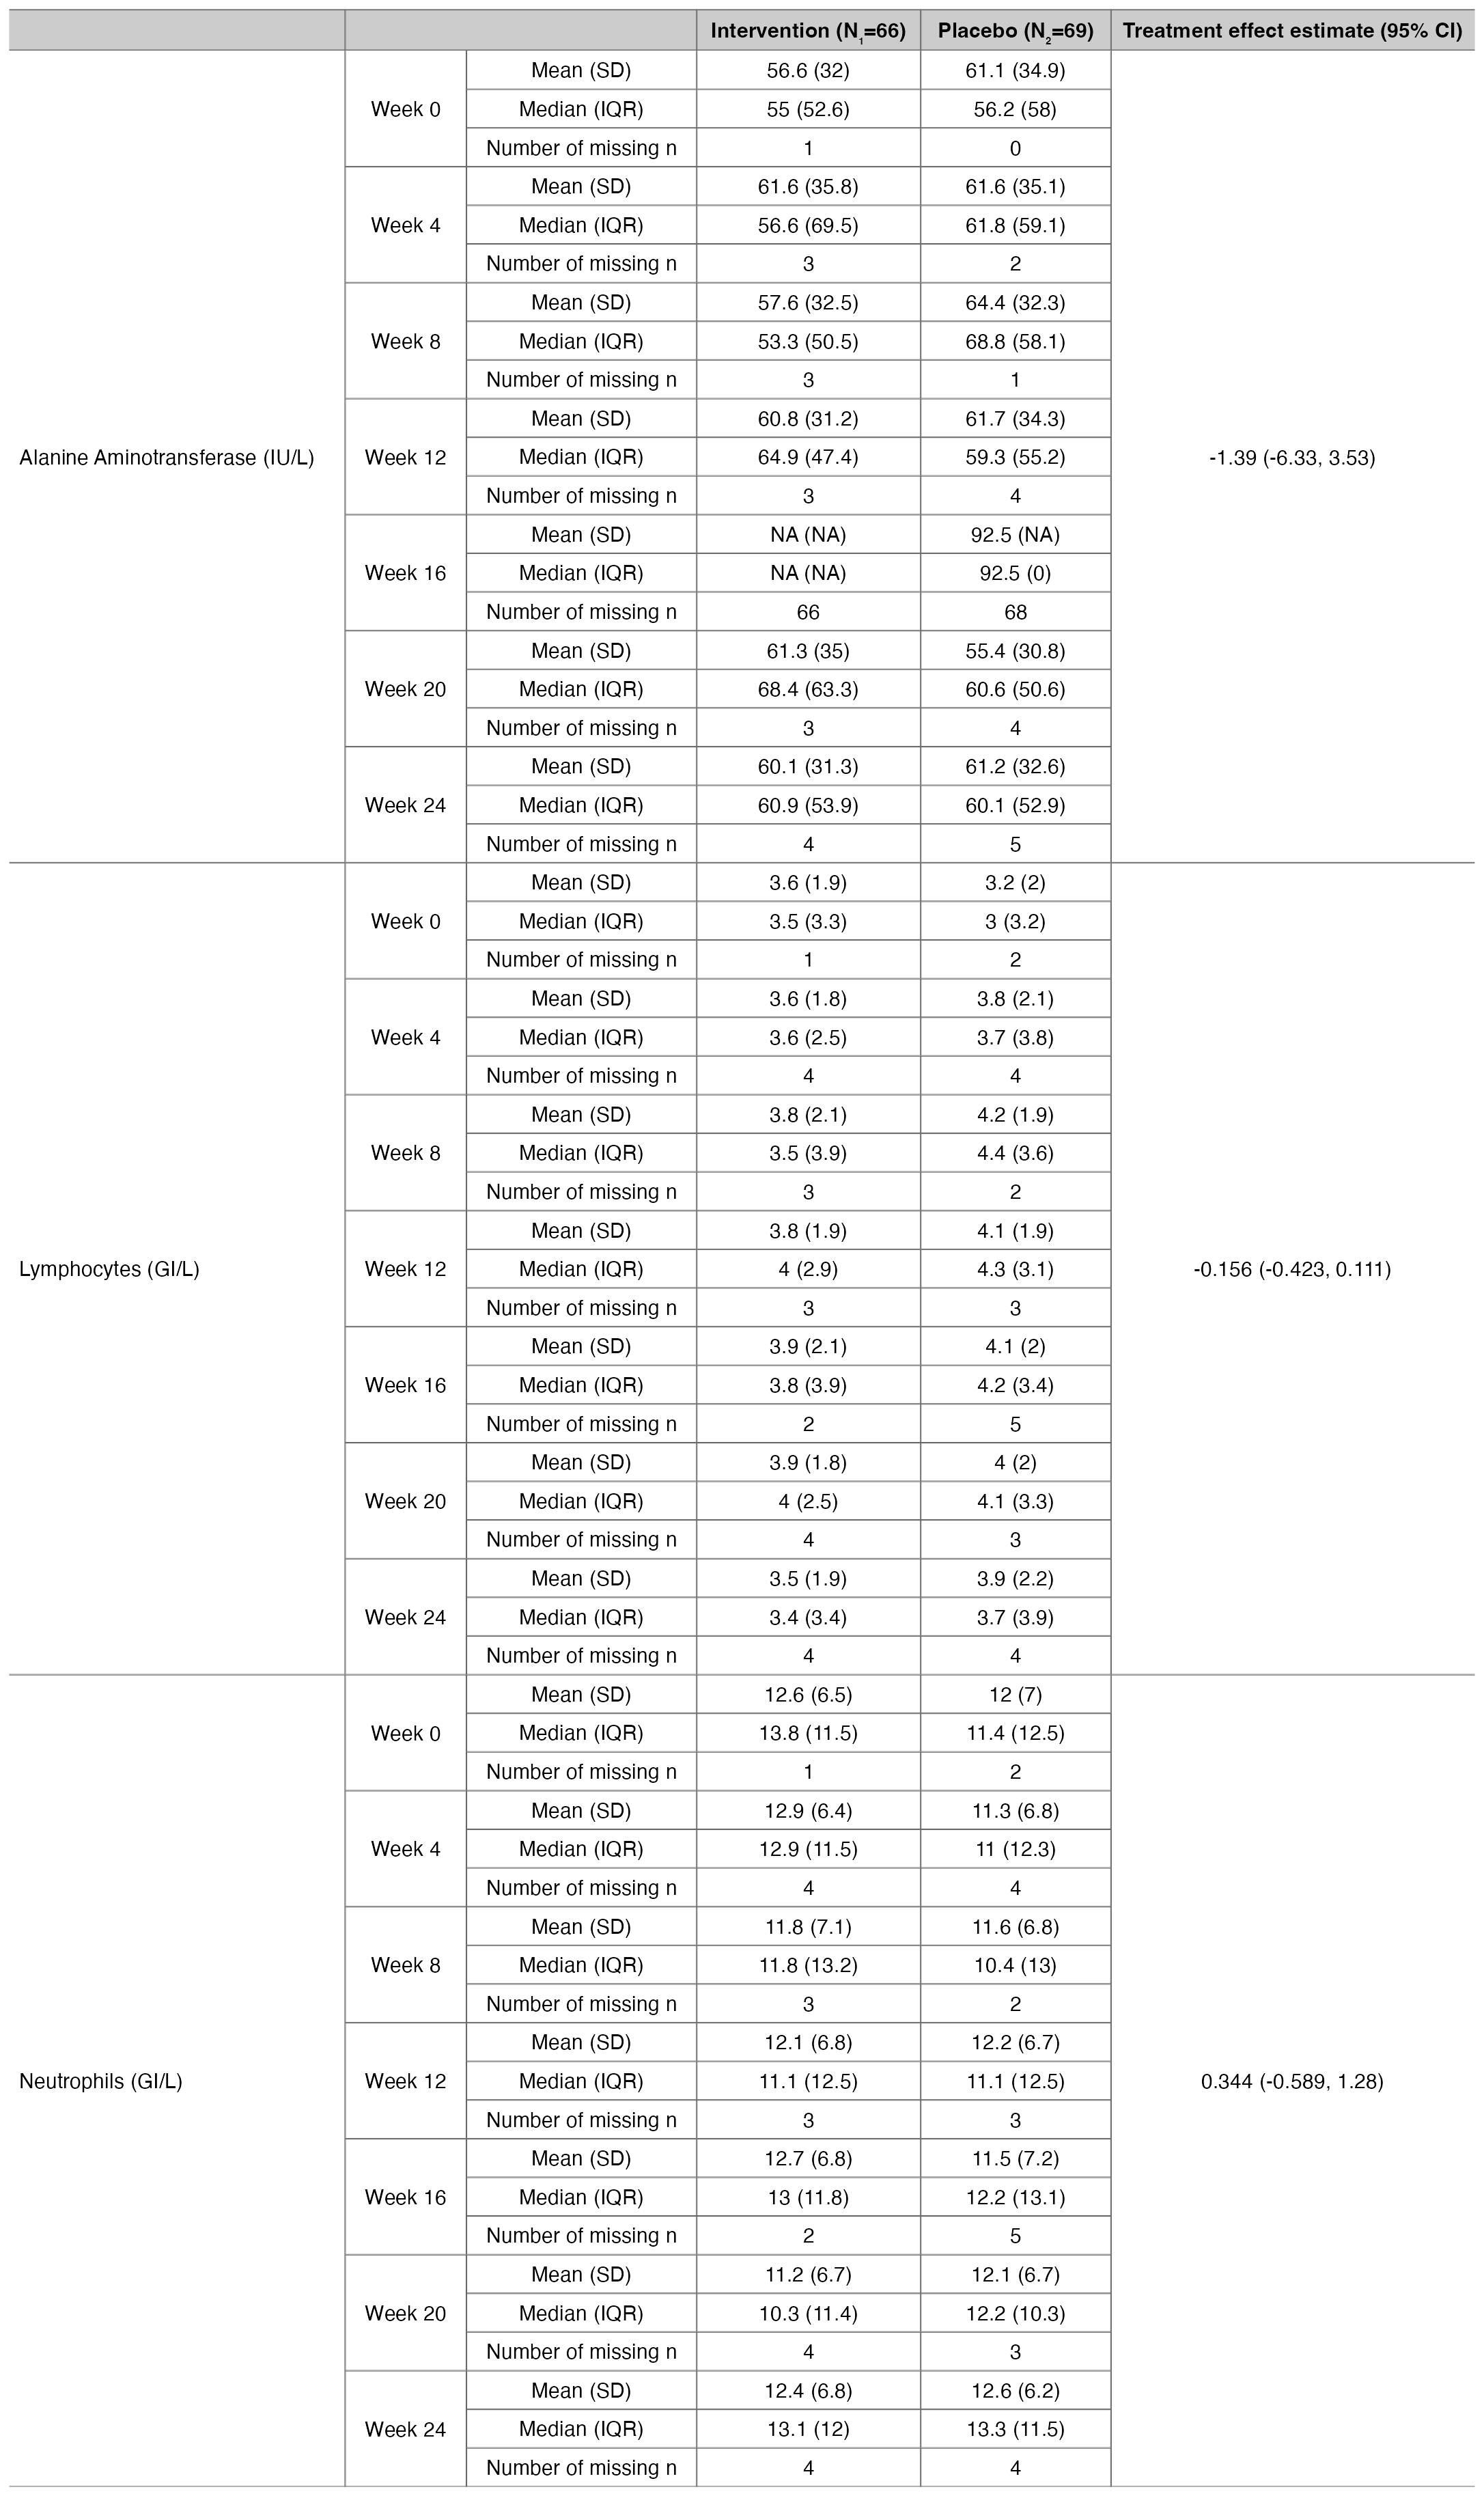 Intervention (N1=66) Placebo (N2=69) Treatment effect estimate (95% CI)
Mean (SD) 56.6 (32) 61.1 (34.9)
Week 0 Median (IQR) 55 (52.6) 56.2 (58)
Number of missing n 1 0
Mean (SD) 61.6 (35.8) 61.6 (35.1)
Week 4 Median (IQR) 56.6 (69.5) 61.8 (59.1)
Number of missing n 3 2
Mean (SD) 57.6 (32.5) 64.4 (32.3)
Week 8 Median (IQR) 53.3 (50.5) 68.8 (58.1)
Number of missing n 3 1
Mean (SD) 60.8 (31.2) 61.7 (34.3)
Alanine Aminotransferase (IU/L) Week 12 Median (IQR) 64.9 (47.4) 59.3 (55.2) -1.39 (-6.33, 3.53)
Number of missing n 3 4
Mean (SD) NA (NA) 92.5 (NA)
Week 16 Median (IQR) NA (NA) 92.5 (0)
Number of missing n 66 68
Mean (SD) 61.3 (35) 55.4 (30.8)
Week 20 Median (IQR) 68.4 (63.3) 60.6 (50.6)
Number of missing n 3 4
Mean (SD) 60.1 (31.3) 61.2 (32.6)
Week 24 Median (IQR) 60.9 (53.9) 60.1 (52.9)
Number of missing n 4 5
Mean (SD) 3.6 (1.9) 3.2 (2)
Week 0 Median (IQR) 3.5 (3.3) 3 (3.2)
Number of missing n 1 2
Mean (SD) 3.6 (1.8) 3.8 (2.1)
Week 4 Median (IQR) 3.6 (2.5) 3.7 (3.8)
Number of missing n 4 4
Mean (SD) 3.8 (2.1) 4.2 (1.9)
Week 8 Median (IQR) 3.5 (3.9) 4.4 (3.6)
Number of missing n 3 2
Mean (SD) 3.8 (1.9) 4.1 (1.9)
Lymphocytes (GI/L) Week 12 Median (IQR) 4 (2.9) 4.3 (3.1) -0.156 (-0.423, 0.111)
Number of missing n 3 3
Mean (SD) 3.9 (2.1) 4.1 (2)
Week 16 Median (IQR) 3.8 (3.9) 4.2 (3.4)
Number of missing n 2 5
Mean (SD) 3.9 (1.8) 4 (2)
Week 20 Median (IQR) 4 (2.5) 4.1 (3.3)
Number of missing n 4 3
Mean (SD) 3.5 (1.9) 3.9 (2.2)
Week 24 Median (IQR) 3.4 (3.4) 3.7 (3.9)
Number of missing n 4 4
Mean (SD) 12.6 (6.5) 12 (7)
Week 0 Median (IQR) 13.8 (11.5) 11.4 (12.5)
Number of missing n 1 2
Mean (SD) 12.9 (6.4) 11.3 (6.8)
Week 4 Median (IQR) 12.9 (11.5) 11 (12.3)
Number of missing n 4 4
Mean (SD) 11.8 (7.1) 11.6 (6.8)
Week 8 Median (IQR) 11.8 (13.2) 10.4 (13)
Number of missing n 3 2
Mean (SD) 12.1 (6.8) 12.2 (6.7)
Neutrophils (GI/L) Week 12 Median (IQR) 11.1 (12.5) 11.1 (12.5) 0.344 (-0.589, 1.28)
Number of missing n 3 3
Mean (SD) 12.7 (6.8) 11.5 (7.2)
Week 16 Median (IQR) 13 (11.8) 12.2 (13.1)
Number of missing n 2 5
Mean (SD) 11.2 (6.7) 12.1 (6.7)
Week 20 Median (IQR) 10.3 (11.4) 12.2 (10.3)
Number of missing n 4 3
Mean (SD) 12.4 (6.8) 12.6 (6.2)
Week 24 Median (IQR) 13.1 (12) 13.3 (11.5)
Number of missing n 4 4